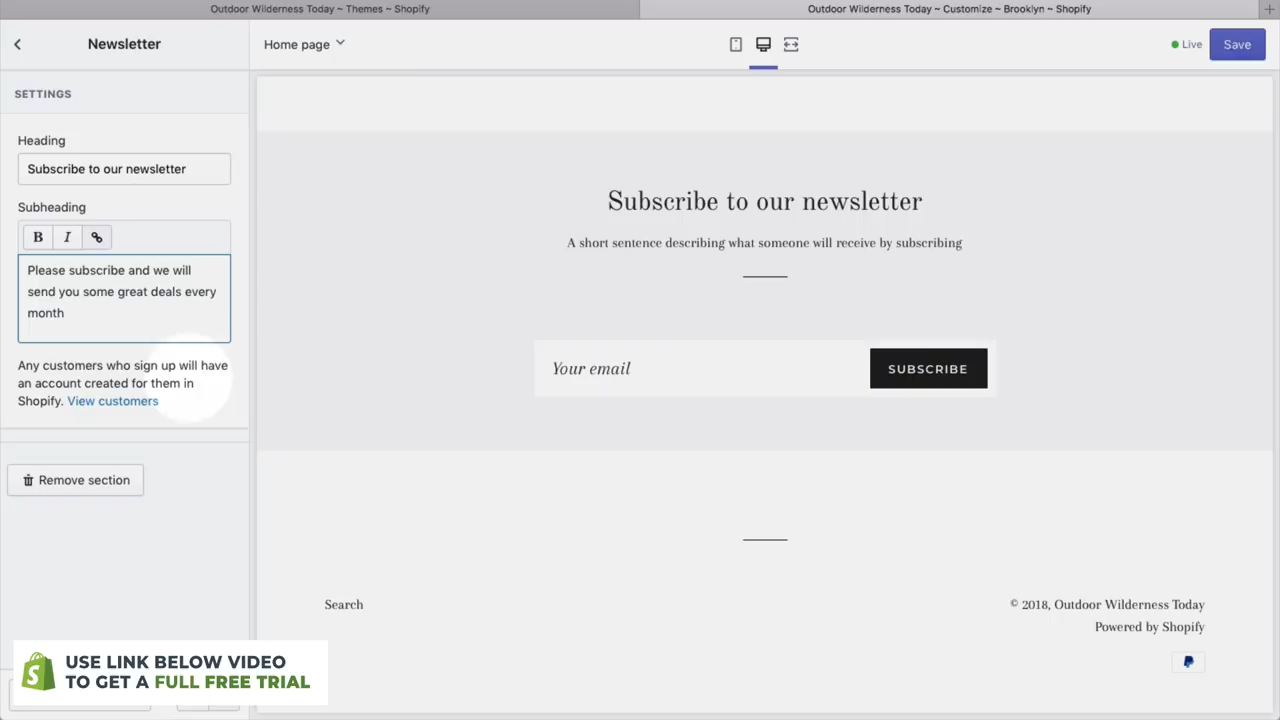 Outdoor Wilderness Today ~ Themes ~ Shopify
Outdoor Wilderness Today ~ Customize ~ Brooklyn ~ Shopify
Newsletter
Home page
Live
Save
SETTINGS
Heading
Subscribe to our newsletter
Subheading
B I
Please subscribe and we will
send you some great deals every
month
Any customers who sign up will have
an account created for them in
Shopify. View customers
Remove section
Subscribe to our newsletter
A short sentence describing what someone will receive by subscribing
Your email
SUBSCRIBE
Search
© 2018, Outdoor Wilderness Today
Powered by Shopify
USE LINK BELOW VIDEO
TO GET A FULL FREE TRIAL